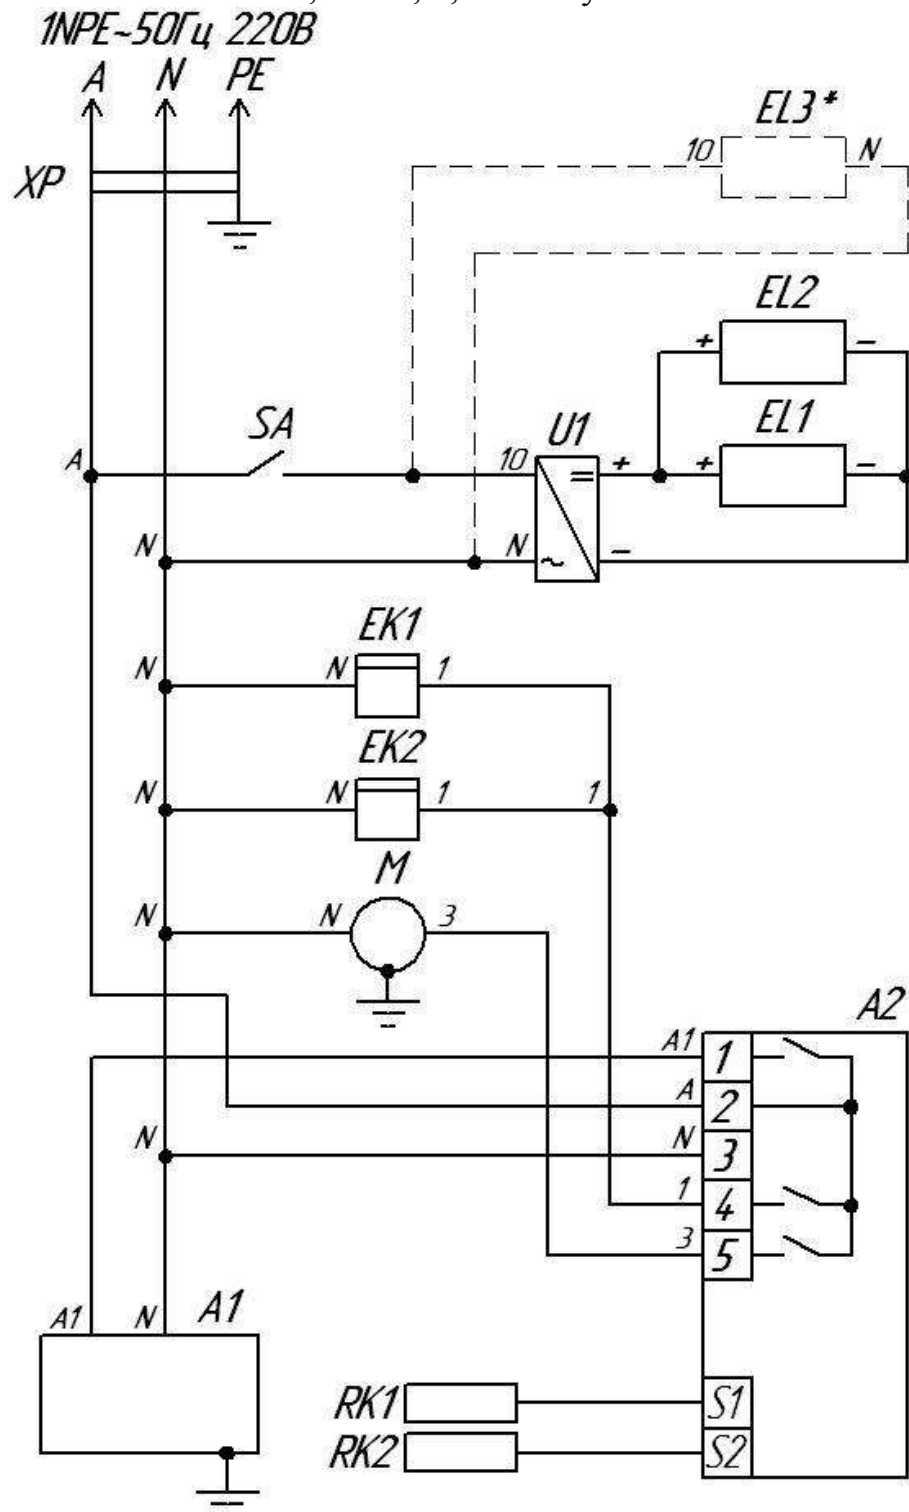 1NPE~50Гц 220В
A N PE
EL3*
10 N
XP
EL2
+ −
SA
U1
EL1
A
10 + + −
N N ~ = −
EK1
N N 1
EK2
N N 1 1
M
N N 3
A2
A1 1
A 2
N N 3
1 4
3 5
A1 N A1
RK1 S1
RK2 S2